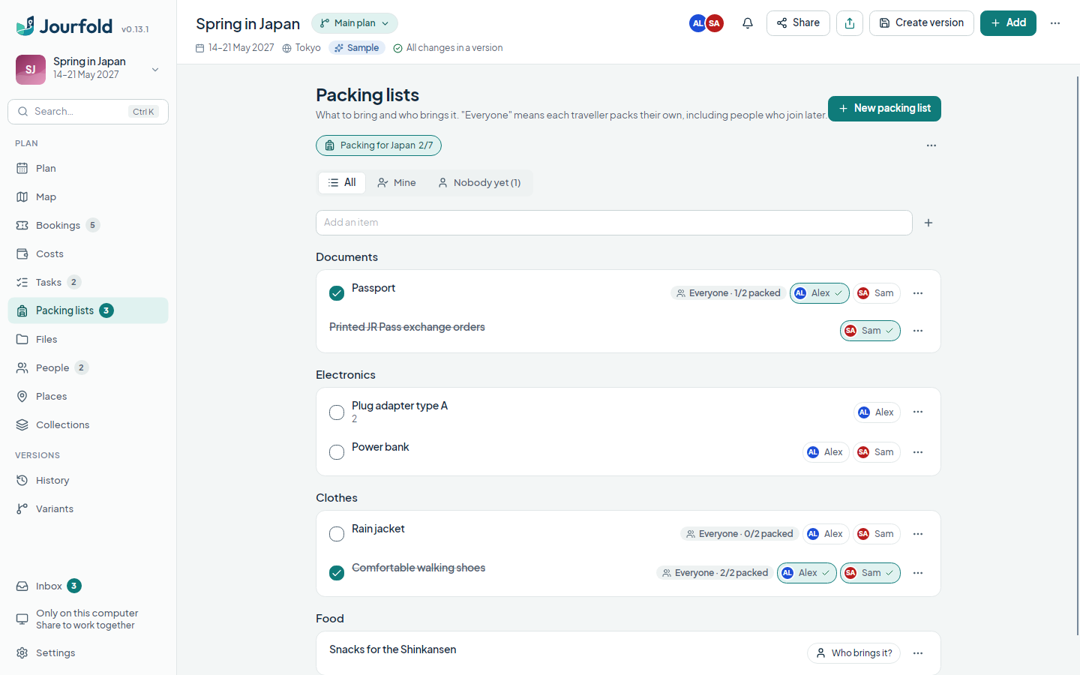 Jourfold v0.13.1
SJ
Spring in Japan
14–21 May 2027
Search... Ctrl K
PLAN
Plan
Map
Bookings 5
Costs
Tasks 2
Packing lists 3
Files
People 2
Places
Collections
VERSIONS
History
Variants
Inbox 3
Only on this computer
Share to work together
Settings
Spring in Japan Main plan
14–21 May 2027 Tokyo Sample All changes in a version
AL SA Share Create version + Add
Packing lists
What to bring and who brings it. "Everyone" means each traveller packs their own, including people who join later.
+ New packing list
Packing for Japan 2/7
All Mine Nobody yet (1)
Add an item
Documents
Passport Everyone · 1/2 packed AL Alex SA Sam
Printed JR Pass exchange orders SA Sam
Electronics
Plug adapter type A AL Alex
2
Power bank AL Alex SA Sam
Clothes
Rain jacket Everyone · 0/2 packed AL Alex SA Sam
Comfortable walking shoes Everyone · 2/2 packed AL Alex SA Sam
Food
Snacks for the Shinkansen Who brings it?